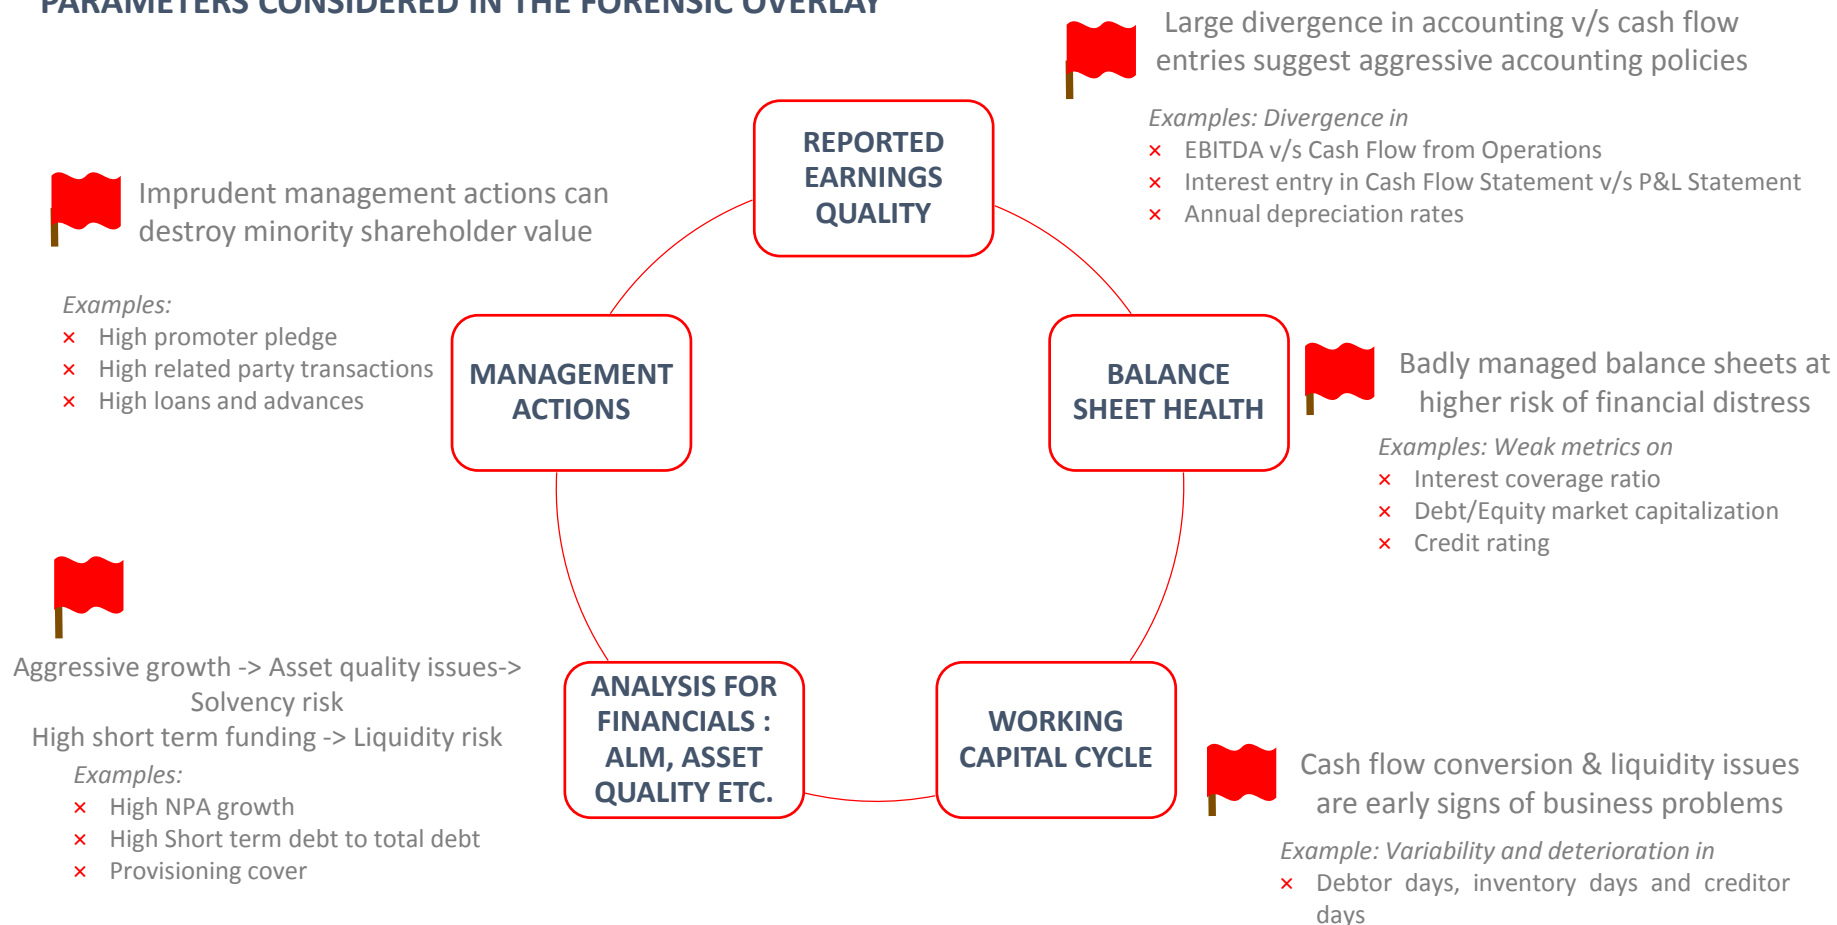 PARAMETERS CONSIDERED IN THE FORENSIC OVERLAY
Large divergence in accounting v/s cash flow
entries suggest aggressive accounting policies
Examples: Divergence in
× EBITDA v/s Cash Flow from Operations
× Interest entry in Cash Flow Statement v/s P&L Statement
× Annual depreciation rates
REPORTED
EARNINGS
QUALITY
Imprudent management actions can
destroy minority shareholder value
Examples:
× High promoter pledge
× High related party transactions
× High loans and advances
MANAGEMENT
ACTIONS
BALANCE
SHEET HEALTH
Badly managed balance sheets at
higher risk of financial distress
Examples: Weak metrics on
× Interest coverage ratio
× Debt/Equity market capitalization
× Credit rating
Aggressive growth -> Asset quality issues->
Solvency risk
High short term funding -> Liquidity risk
Examples:
× High NPA growth
× High Short term debt to total debt
× Provisioning cover
ANALYSIS FOR
FINANCIALS :
ALM, ASSET
QUALITY ETC.
WORKING
CAPITAL CYCLE
Cash flow conversion & liquidity issues
are early signs of business problems
Example: Variability and deterioration in
× Debtor days, inventory days and creditor
days